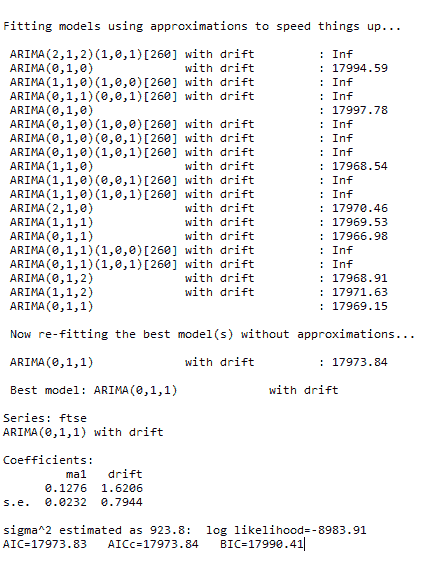 Fitting models using approximations to speed things up...
ARIMA(2,1,2)(1,0,1)[260] with drift : Inf
ARIMA(0,1,0) with drift : 17994.59
ARIMA(1,1,0)(1,0,0)[260] with drift : Inf
ARIMA(0,1,1)(0,0,1)[260] with drift : Inf
ARIMA(0,1,0) : 17997.78
ARIMA(0,1,0)(1,0,0)[260] with drift : Inf
ARIMA(0,1,0)(0,0,1)[260] with drift : Inf
ARIMA(0,1,0)(1,0,1)[260] with drift : Inf
ARIMA(1,1,0) with drift : 17968.54
ARIMA(1,1,0)(0,0,1)[260] with drift : Inf
ARIMA(1,1,0)(1,0,1)[260] with drift : Inf
ARIMA(2,1,0) with drift : 17970.46
ARIMA(1,1,1) with drift : 17969.53
ARIMA(0,1,1) with drift : 17966.98
ARIMA(0,1,1)(1,0,0)[260] with drift : Inf
ARIMA(0,1,1)(1,0,1)[260] with drift : Inf
ARIMA(0,1,2) with drift : 17968.91
ARIMA(1,1,2) with drift : 17971.63
ARIMA(0,1,1) : 17969.15
Now re-fitting the best model(s) without approximations...
ARIMA(0,1,1) with drift : 17973.84
Best model: ARIMA(0,1,1) with drift
Series: ftse
ARIMA(0,1,1) with drift
Coefficients:
ma1 drift
0.1276 1.6206
s.e. 0.0232 0.7944
sigma^2 estimated as 923.8: log likelihood=-8983.91
AIC=17973.83 AICc=17973.84 BIC=17990.41